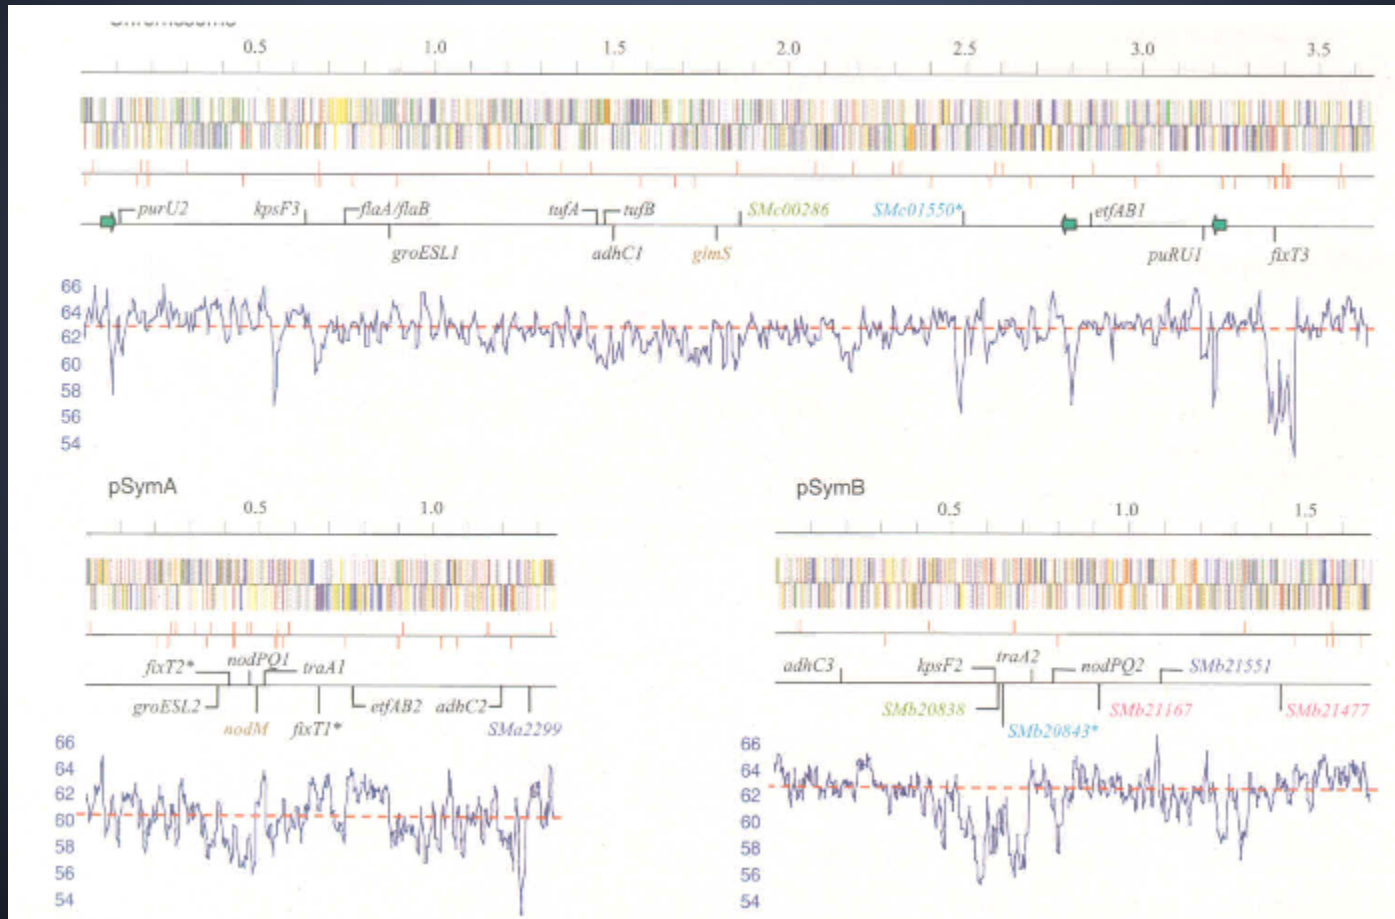 0.5 1.0 1.5 2.0 2.5 3.0 3.5
purU2 kpsF3 flaA/flaB tufA tufB SMc00286 SMc01550* etfAB1
groESL1 adhC1 gimS puRU1 fixT3
66
64
62
60
58
56
54
pSymA pSymB
0.5 1.0 0.5 1.0 1.5
fixT2* nodPQ1 traA1 adhC3 kpsF2 traA2 nodPQ2 SMb21551
groESL2 etfAB2 adhC2 SMb20838 SMb21167 SMb21477
nodM fixT1* SMa2299 SMb20843*
66 66
64 64
62 62
60 60
58 58
56 56
54 54